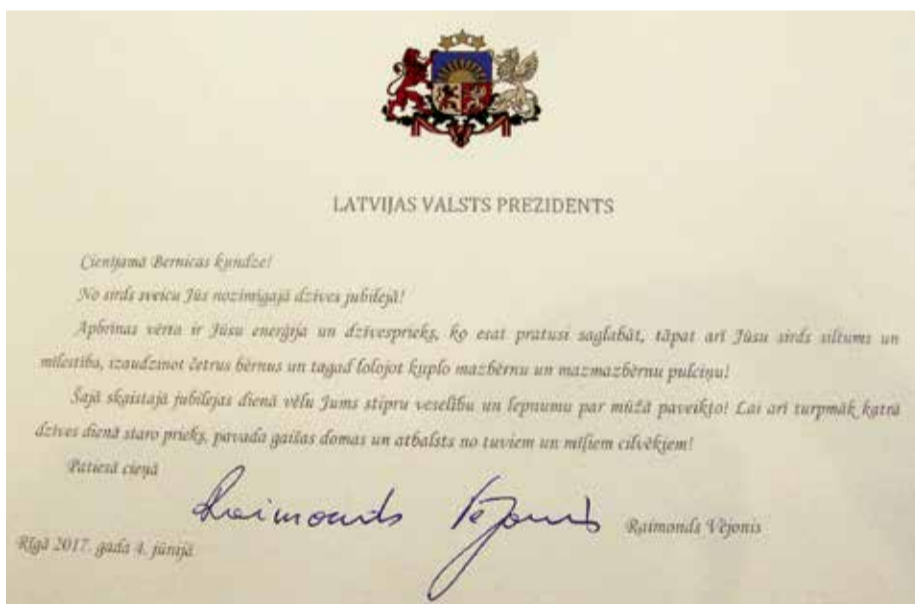 LATVIJAS VALSTS PREZIDENTS
Cienījamā Bernicas kundze!
No sirds sveicu Jūs nozīmīgajā dzīves jubilejā!
Apbrīnas vērta ir Jūsu enerģija un dzīvesprieks, ko esat pratusi saglabāt, tāpat arī Jūsu sirds siltums un
mīlestība, izaudzinot četrus bērnus un tagad lolojot kuplo mazbērnu un mazmazbērnu pulciņu!
Šajā skaistajā jubilejas dienā vēlu Jums stipru veselību un lepnumu par mūžā paveikto! Lai arī turpmāk katrā
dzīves dienā staro prieks, pavada gaišas domas un atbalsts no tuviem un mīļiem cilvēkiem!
Patiesā cieņā
Raimonds Vējonis
Raimonds Vējonis
Rīgā 2017. gada 4. jūnijā